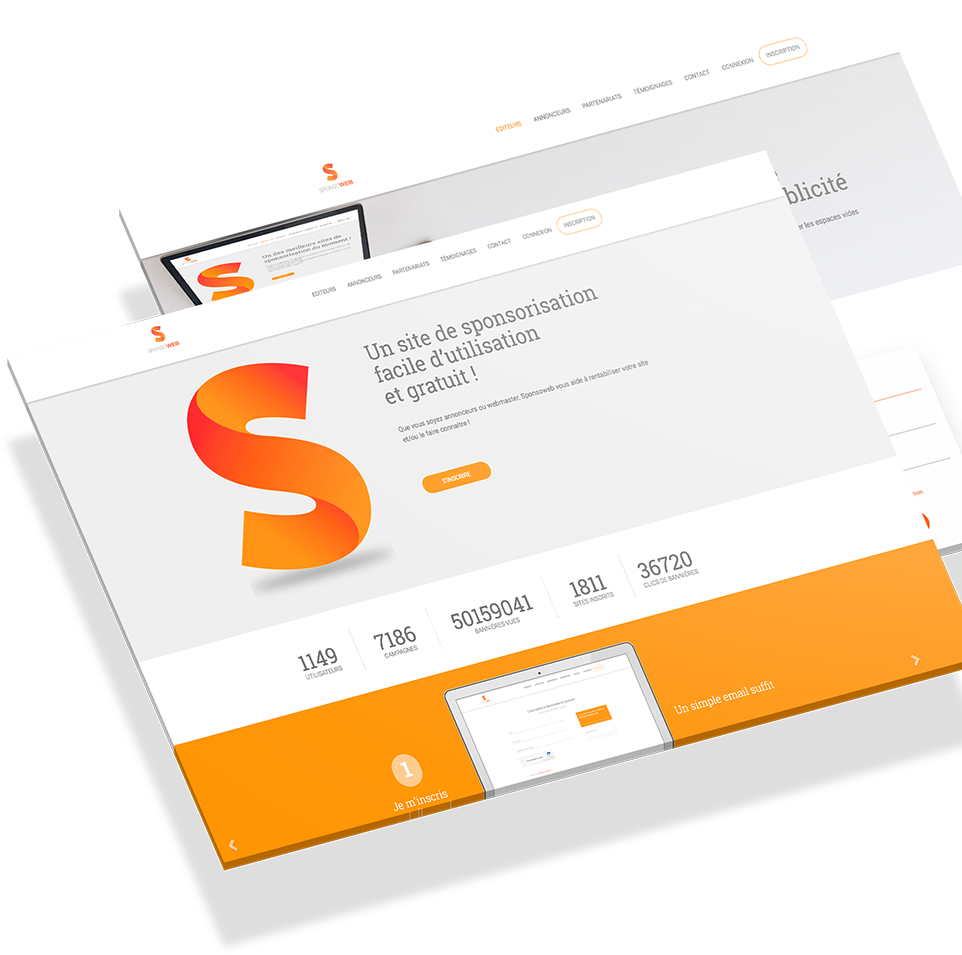 EDITEURS
ANNONCEURS
PARTENARIATS
TÉMOIGNAGES
CONTACT
CONNEXION
INSCRIPTION
SPONSOWEB
blicité
er les espaces vides
Un des meilleurs sites de
sponsorisation du moment !
SPONSOWEB
EDITEURS
ANNONCEURS
PARTENARIATS
TÉMOIGNAGES
CONTACT
CONNEXION
INSCRIPTION
Un site de sponsorisation
facile d'utilisation
et gratuit !
Que vous soyez annonceurs ou webmaster, Sponsoweb vous aide à rentabiliser votre site
et/ou le faire connaitre !
S'INSCRIRE
1149
UTILISATEURS
7186
CAMPAGNES
50159041
BANNIÈRES VUES
1811
SITES INSCRITS
36720
CLICS DE BANNIÈRES
1
Je m'inscris
Un simple email suffit